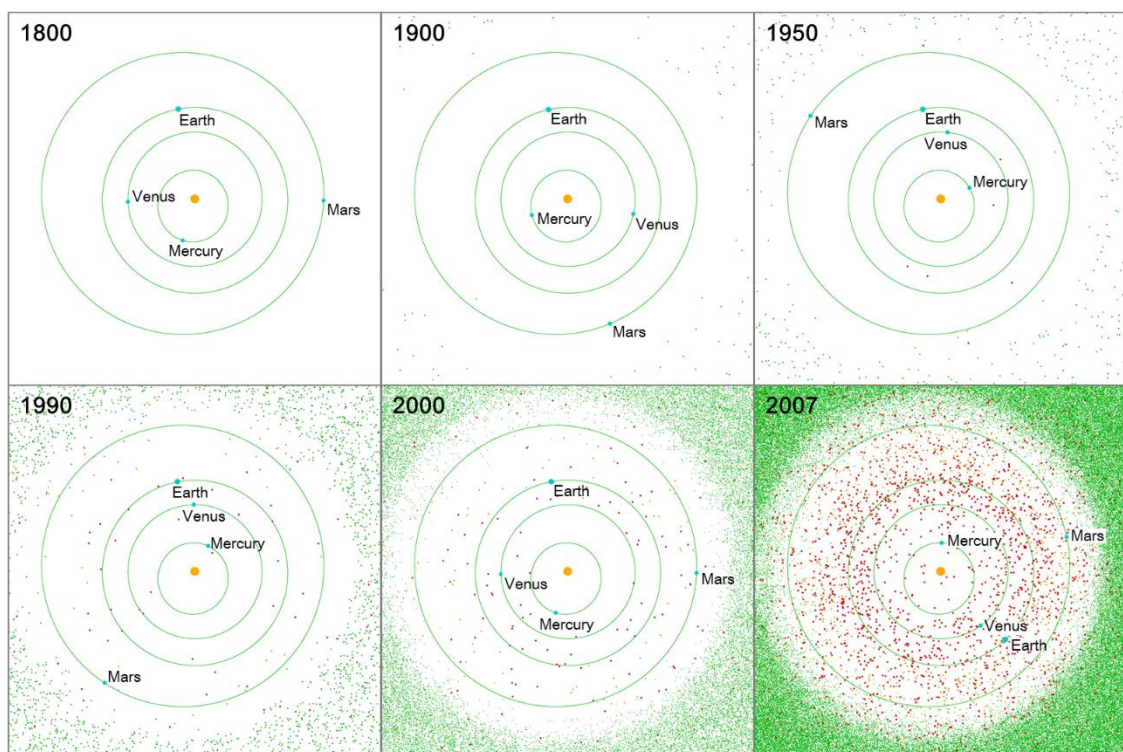 1800
Earth
Venus
Mars
Mercury
1900
Earth
Mercury
Venus
Mars
1950
Mars
Earth
Venus
Mercury
1990
Earth
Venus
Mercury
Mars
2000
Earth
Venus
Mars
Mercury
2007
Mars
Mercury
Venus
Earth